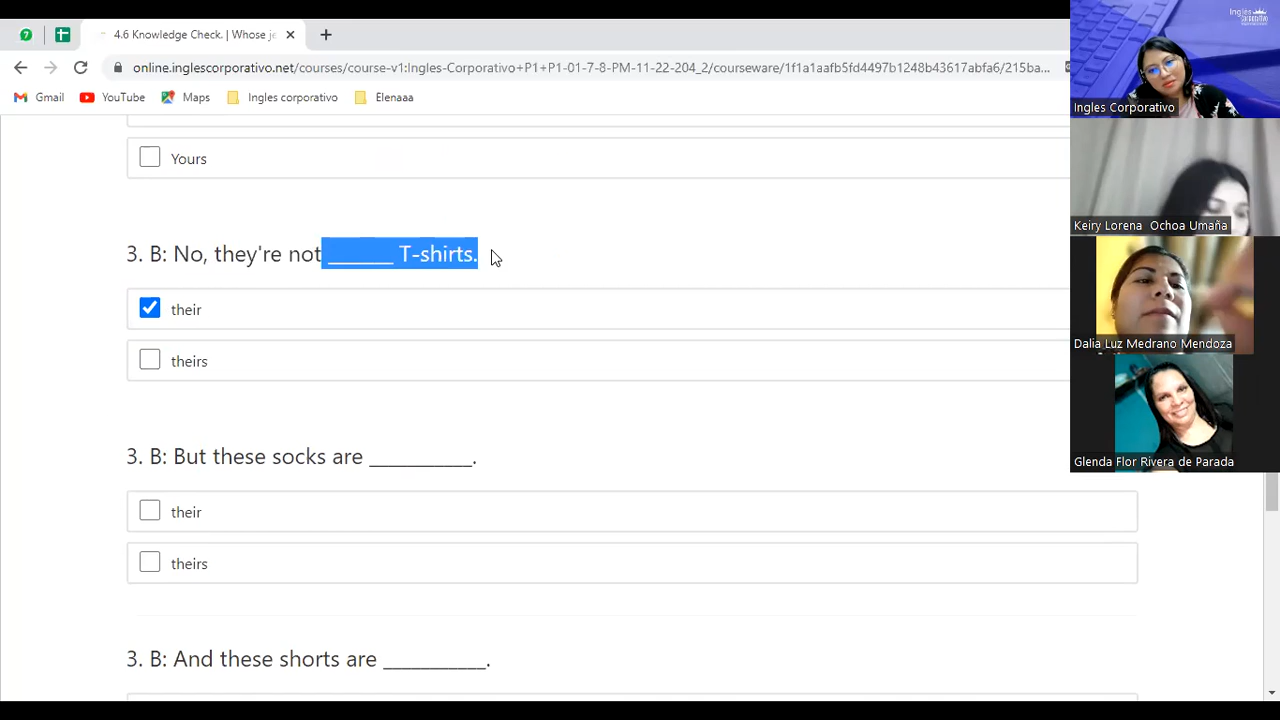 4.6 Knowledge Check. | Whose je
online.inglescorporativo.net/courses/course-v1:Ingles-Corporativo+P1+P1-01-7-8-PM-11-22-204_2/courseware/1f1a1aafb5fd4497b1248b43617abfa6/215ba...
Gmail YouTube Maps Ingles corporativo Elenaaa
Yours
3. B: No, they're not _______ T-shirts.
their
theirs
3. B: But these socks are __________.
their
theirs
3. B: And these shorts are __________.
Ingles
Ingles Corporativo
Keiry Lorena Ochoa Umaña
Dalia Luz Medrano Mendoza
Glenda Flor Rivera de Parada